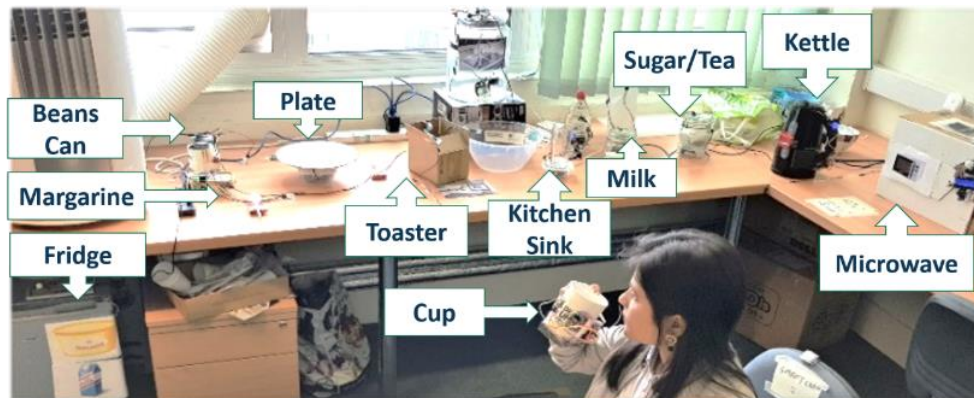 Kettle
Sugar/Tea
Plate
Beans
Can
Milk
Margarine
Toaster
Kitchen
Sink
Fridge
Microwave
Cup